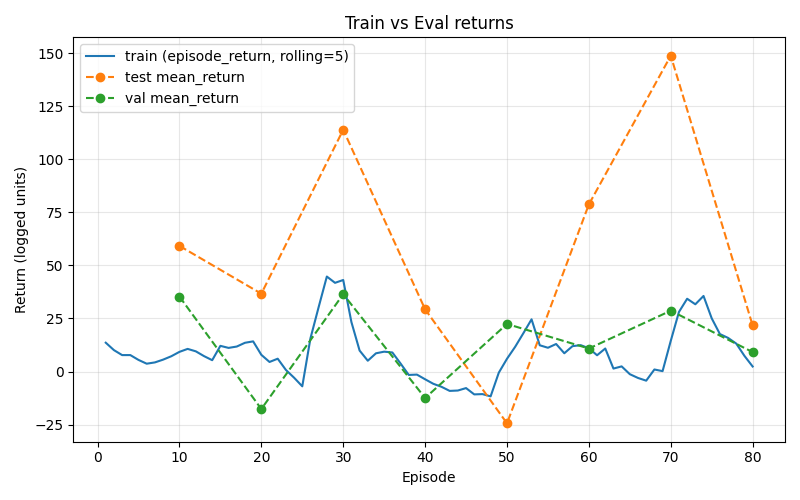 Train vs Eval returns
train (episode_return, rolling=5)
test mean_return
val mean_return
Return (logged units)
150
125
100
75
50
25
0
−25
0 10 20 30 40 50 60 70 80
Episode